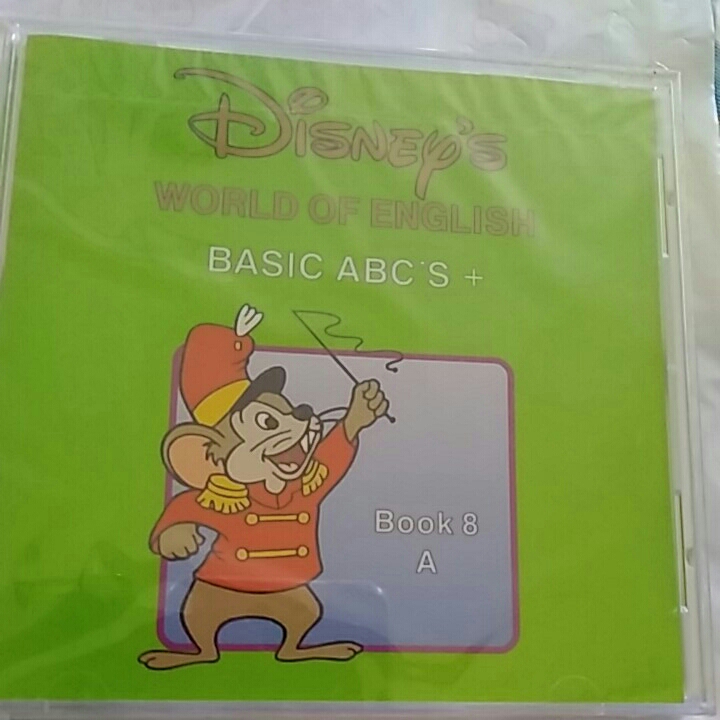 Disney's
WORLD OF ENGLISH
BASIC ABC'S +
Book 8
A